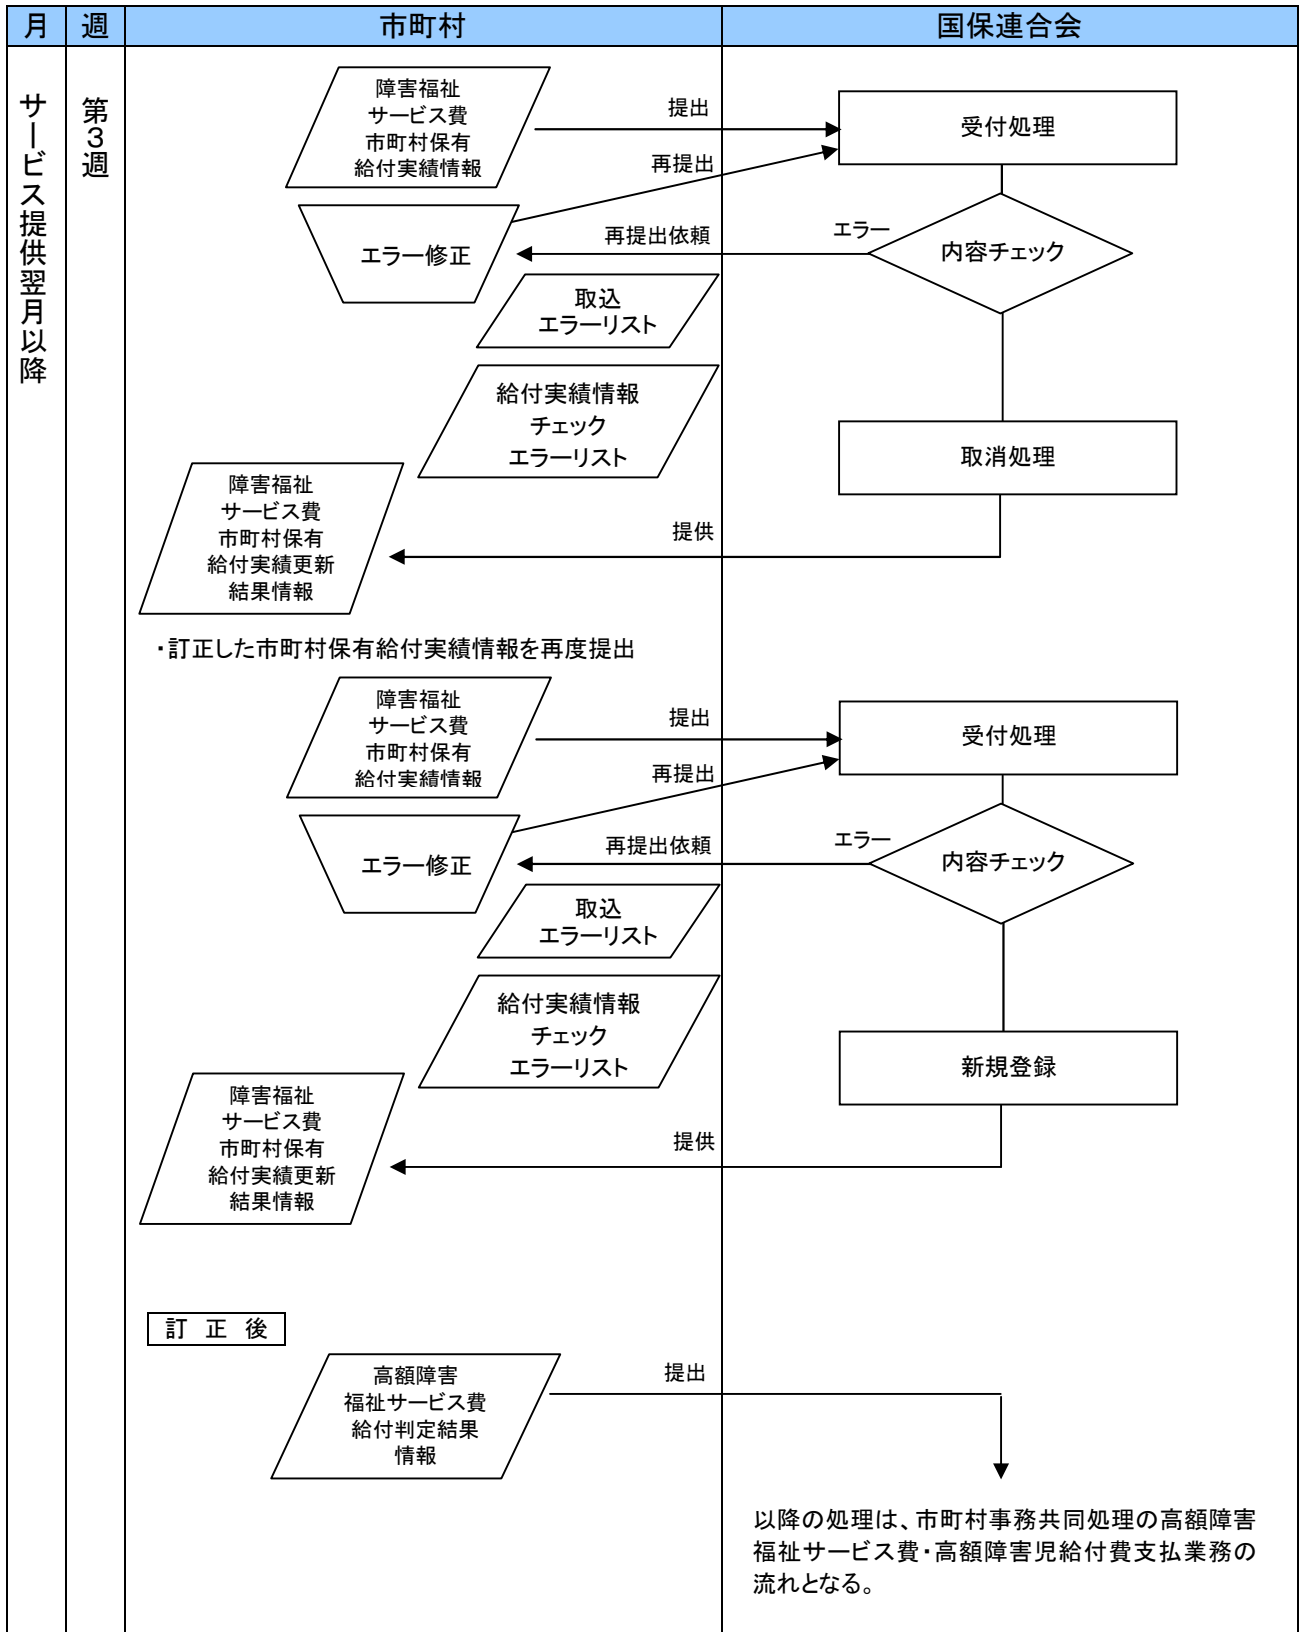 月
週
市町村
国保連合会
サービス提供翌月以降
第3週
障害福祉
サービス費
市町村保有
給付実績情報
提出
受付処理
再提出
エラー修正
再提出依頼
エラー
内容チェック
取込
エラーリスト
給付実績情報
チェック
エラーリスト
取消処理
障害福祉
サービス費
市町村保有
給付実績更新
結果情報
提供
・訂正した市町村保有給付実績情報を再度提出
障害福祉
サービス費
市町村保有
給付実績情報
提出
受付処理
再提出
エラー修正
再提出依頼
エラー
内容チェック
取込
エラーリスト
給付実績情報
チェック
エラーリスト
新規登録
障害福祉
サービス費
市町村保有
給付実績更新
結果情報
提供
訂 正 後
高額障害
福祉サービス費
給付判定結果
情報
提出
以降の処理は、市町村事務共同処理の高額障害
福祉サービス費・高額障害児給付費支払業務の
流れとなる。